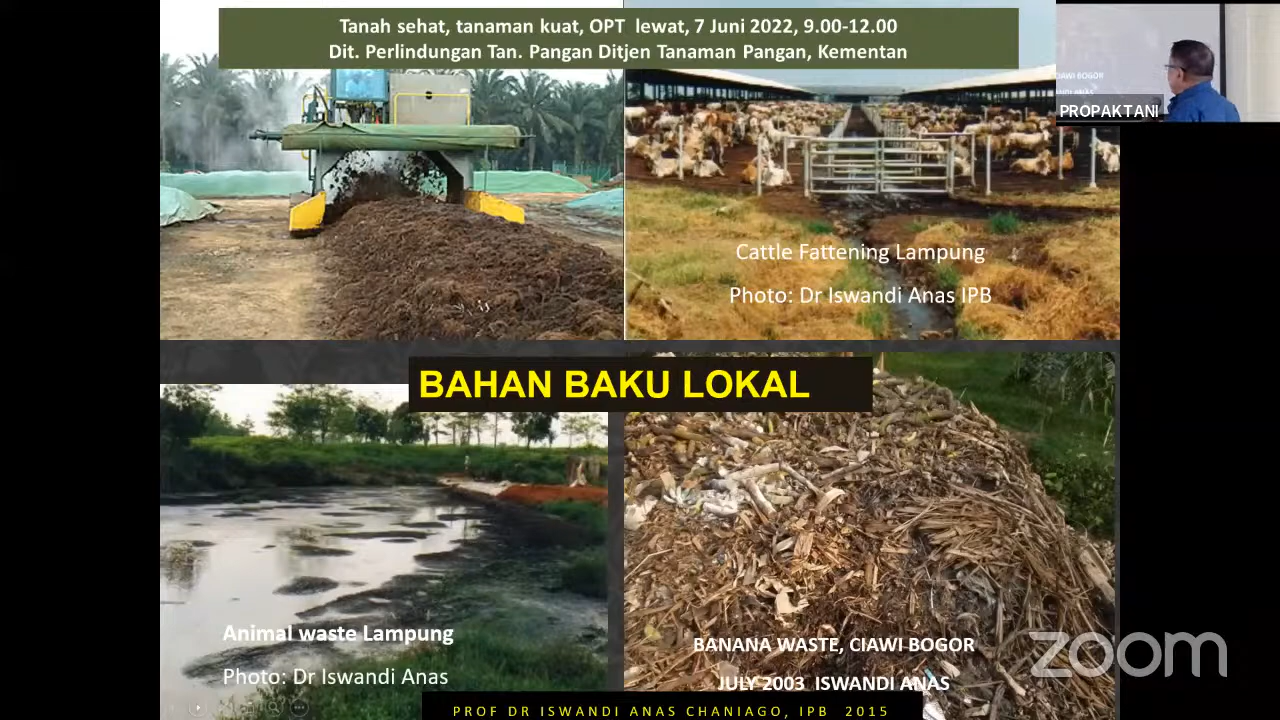 Tanah sehat, tanaman kuat, OPT lewat, 7 Juni 2022, 9.00-12.00
Dit. Perlindungan Tan. Pangan Ditjen Tanaman Pangan, Kementan
CIAWI BOGOR
PROPAKTANI
Cattle Fattening Lampung
Photo: Dr Iswandi Anas IPB
BAHAN BAKU LOKAL
Animal waste Lampung
Photo: Dr Iswandi Anas
BANANA WASTE, CIAWI BOGOR
JULY 2003 ISWANDI ANAS
zoom
PROF DR ISWANDI ANAS CHANIAGO, IPB 2015